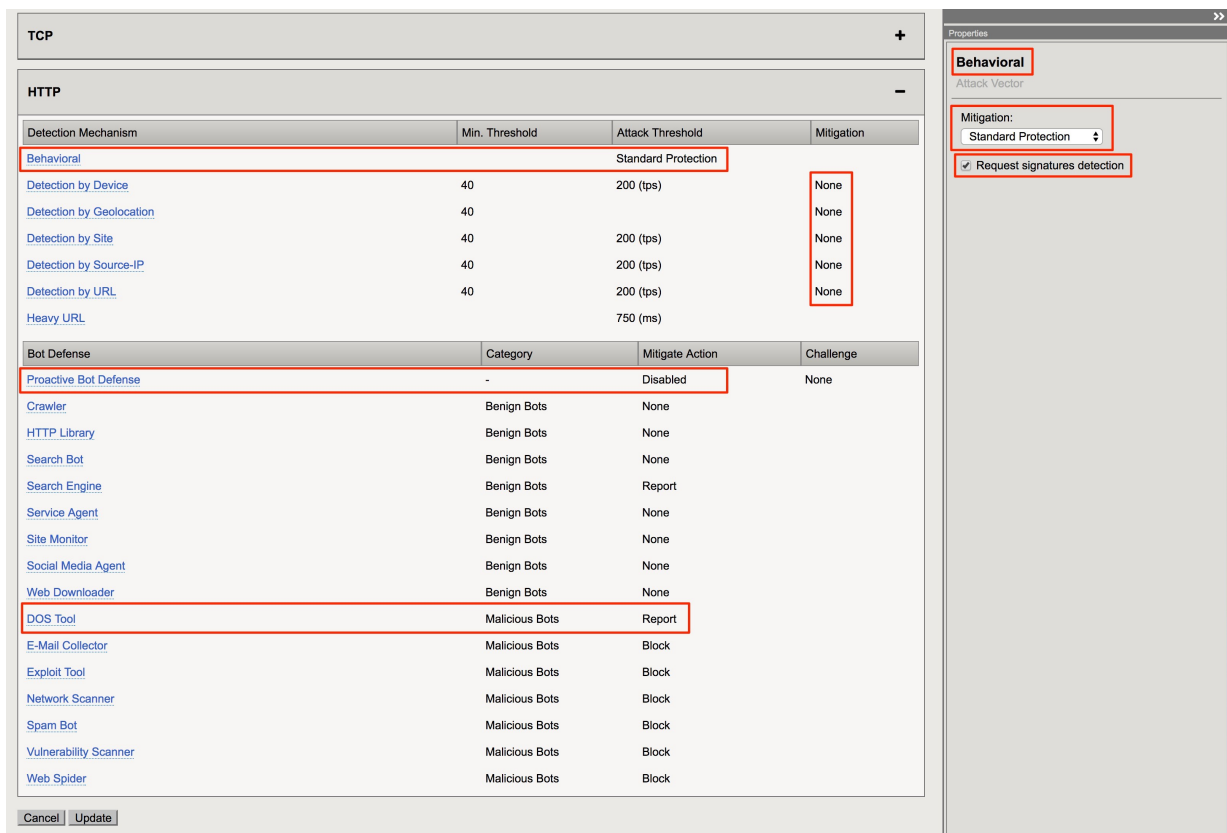 TCP +
HTTP −
Detection Mechanism Min. Threshold Attack Threshold Mitigation
Behavioral Standard Protection
Detection by Device 40 200 (tps) None
Detection by Geolocation 40 None
Detection by Site 40 200 (tps) None
Detection by Source-IP 40 200 (tps) None
Detection by URL 40 200 (tps) None
Heavy URL 750 (ms)
Bot Defense Category Mitigate Action Challenge
Proactive Bot Defense - Disabled None
Crawler Benign Bots None
HTTP Library Benign Bots None
Search Bot Benign Bots None
Search Engine Benign Bots Report
Service Agent Benign Bots None
Site Monitor Benign Bots None
Social Media Agent Benign Bots None
Web Downloader Benign Bots None
DOS Tool Malicious Bots Report
E-Mail Collector Malicious Bots Block
Exploit Tool Malicious Bots Block
Network Scanner Malicious Bots Block
Spam Bot Malicious Bots Block
Vulnerability Scanner Malicious Bots Block
Web Spider Malicious Bots Block
Cancel Update
Properties
Behavioral
Attack Vector
Mitigation:
Standard Protection
Request signatures detection